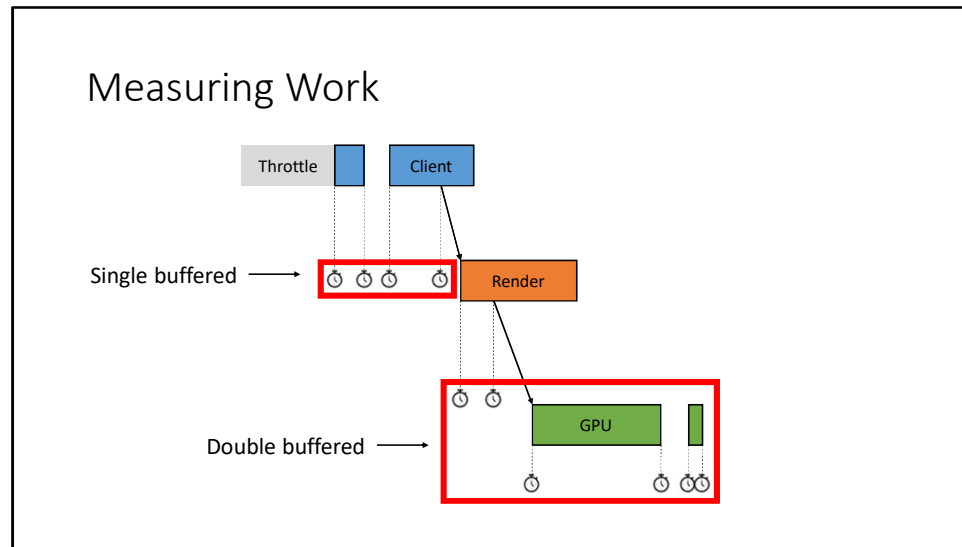 Measuring Work
Throttle
Client
Single buffered
Render
GPU
Double buffered